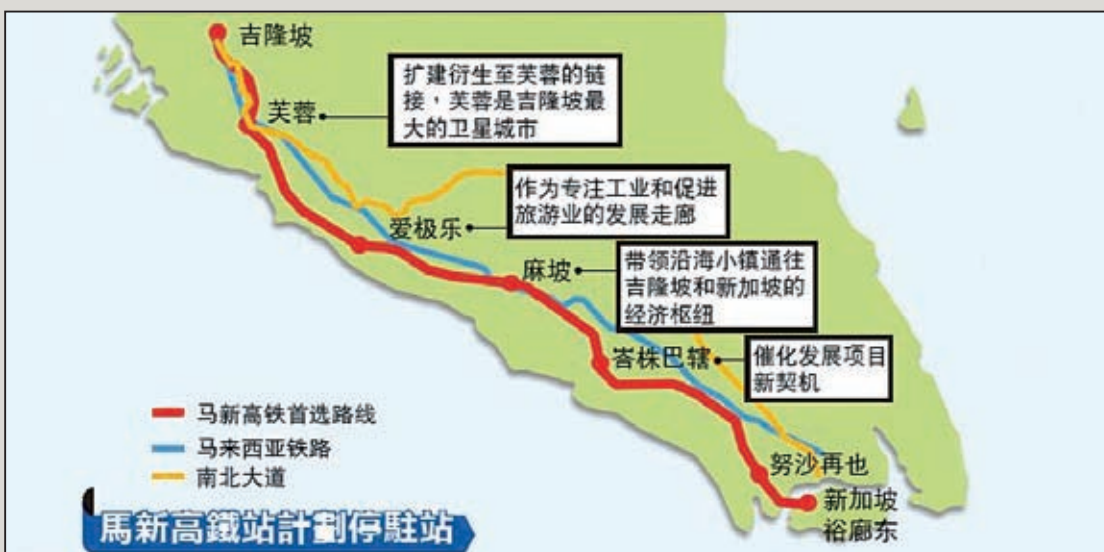 吉隆坡
扩建衍生至芙蓉的链
接，芙蓉是吉隆坡最
大的卫星城市
芙蓉
作为专注工业和促进
旅游业的发展走廊
爱极乐
带领沿海小镇通往
吉隆坡和新加坡的
经济枢纽
麻坡
峇株巴辖
催化发展项目
新契机
马新高铁首选路线
马来西亚铁路
南北大道
努沙再也
新加坡
裕廊东
馬新高鐵站計劃停駐站